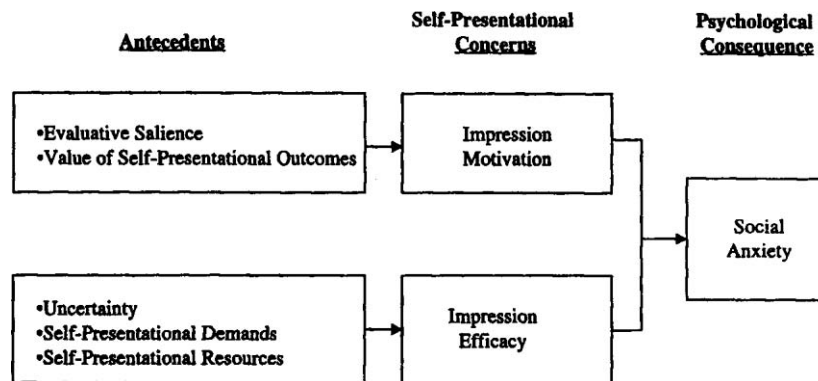 Antecedents
Self-Presentational
Concerns
Psychological
Consequence
•Evaluative Salience
•Value of Self-Presentational Outcomes
Impression
Motivation
Social
Anxiety
•Uncertainty
•Self-Presentational Demands
•Self-Presentational Resources
Impression
Efficacy